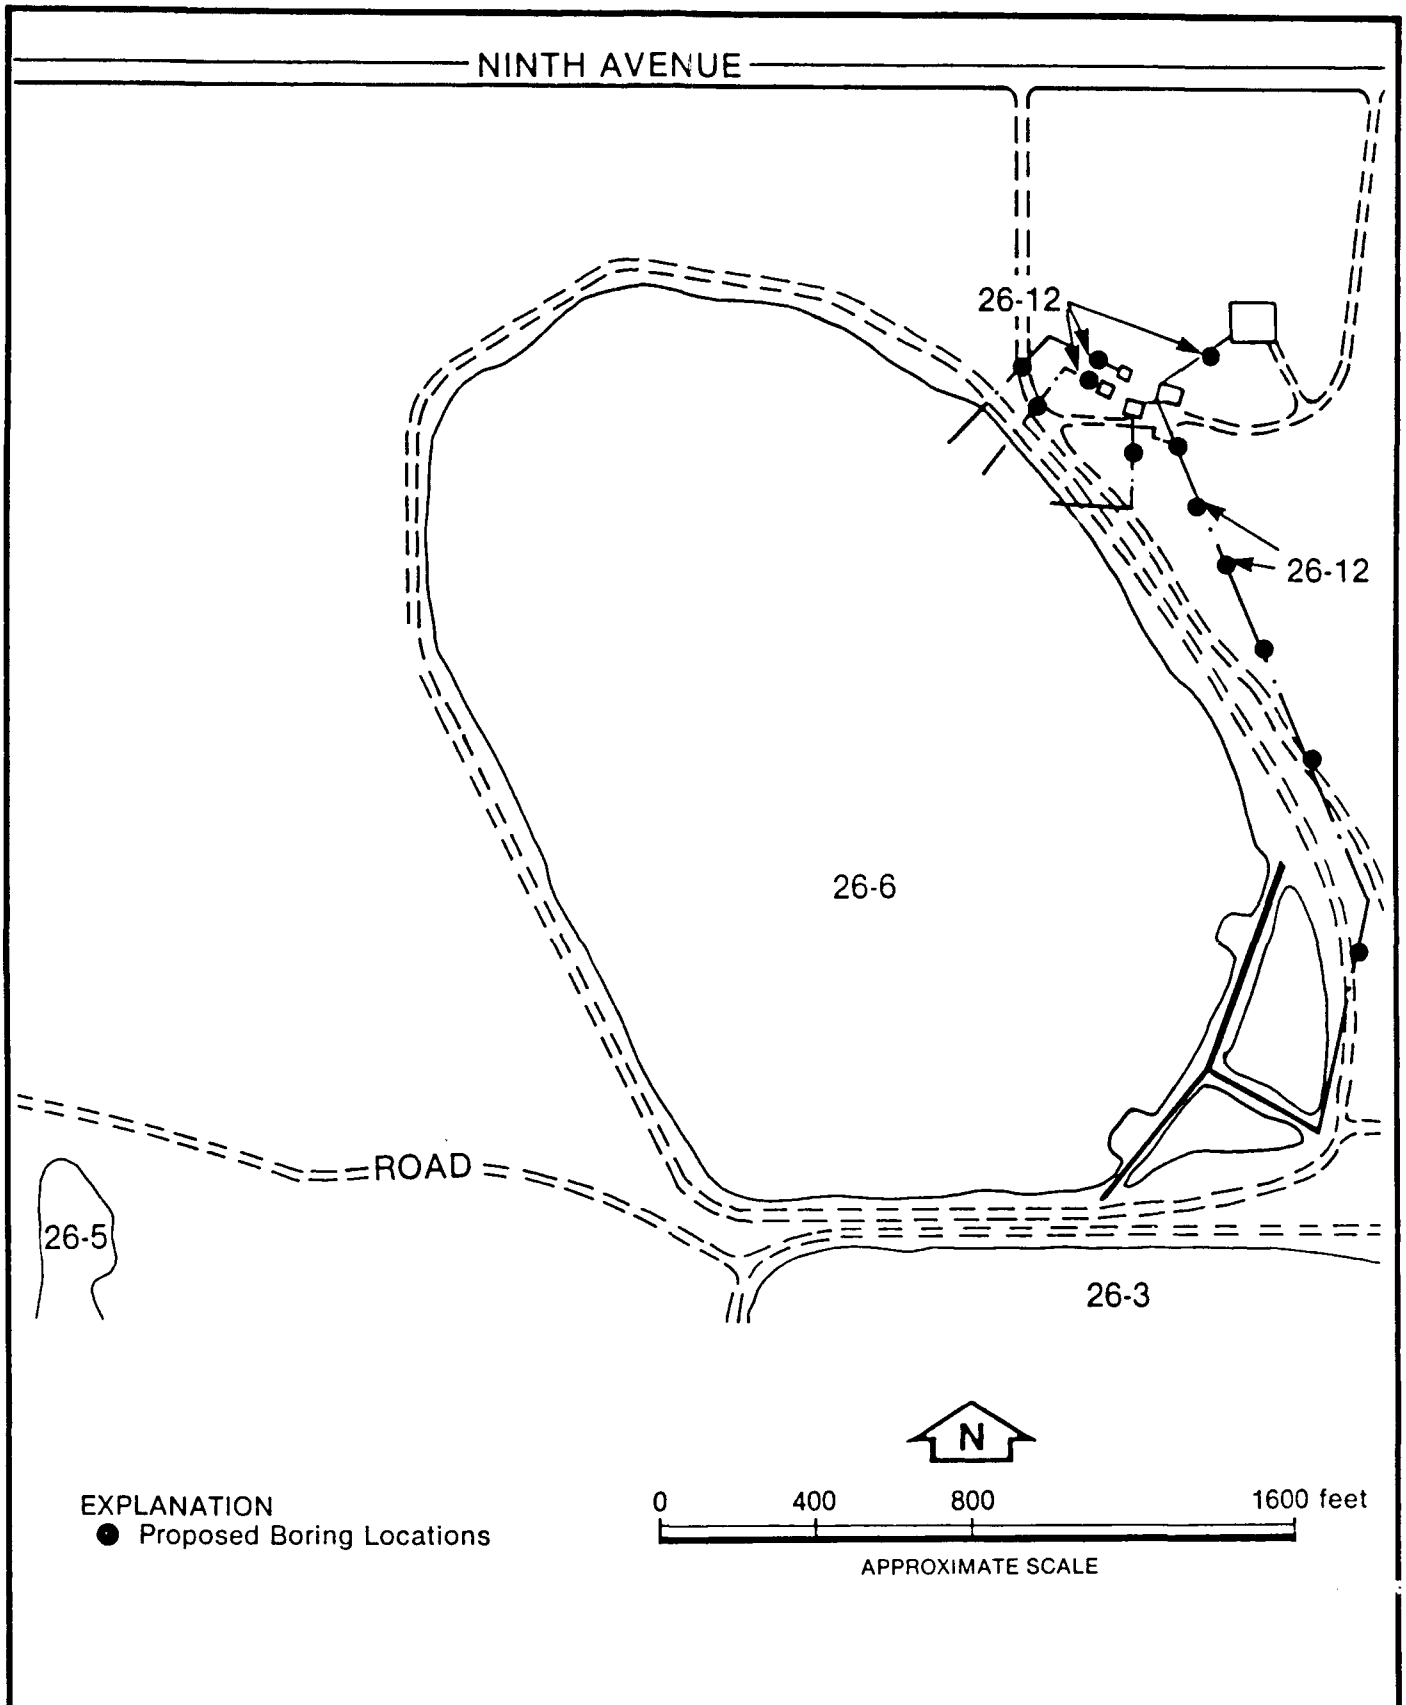 NINTH AVENUE
26-12
26-12
26-6
ROAD
26-5
26-3
N
EXPLANATION
Proposed Boring Locations
0 400 800 1600 feet
APPROXIMATE SCALE